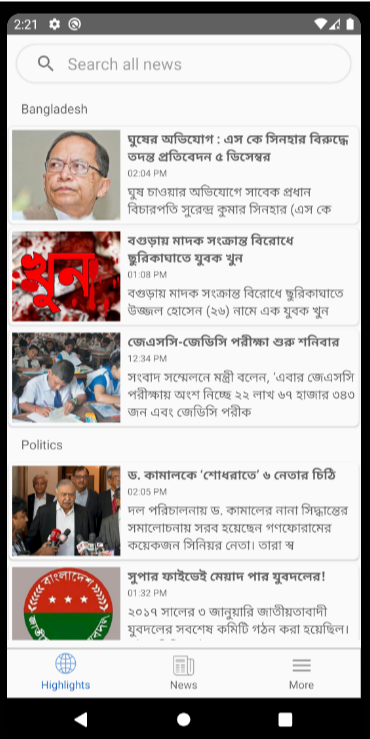 2:21
Search all news
Bangladesh
ঘুষের অভিযোগ : এস কে সিনহার বিরুদ্ধে
তদন্ত প্রতিবেদন ৫ ডিসেম্বর
02:04 PM
ঘুষ চাওয়ার অভিযোগে সাবেক প্রধান
বিচারপতি সুরেন্দ্র কুমার সিনহার (এস কে
খুন
বগুড়ায় মাদক সংক্রান্ত বিরোধে
ছুরিকাঘাতে যুবক খুন
01:08 PM
বগুড়ায় মাদক সংক্রান্ত বিরোধে ছুরিকাঘাতে
উজ্জল হোসেন (২৬) নামে এক যুবক খুন
জেএসসি-জেডিসি পরীক্ষা শুরু শনিবার
12:34 PM
সংবাদ সম্মেলনে মন্ত্রী বলেন, 'এবার জেএসসি
পরীক্ষায় অংশ নিচ্ছে ২২ লাখ ৬৭ হাজার ৩৪৩
জন এবং জেডিসি পরীক
Politics
ড. কামালকে ‘শোধরাতে’ ৬ নেতার চিঠি
02:05 PM
দল পরিচালনায় ড. কামালের নানা সিদ্ধান্তের
সমালোচনায় সরব হয়েছেন গণফোরামের
কয়েকজন সিনিয়র নেতা। তারা স্ব
বাংলাদেশ
জাতীয়তাবাদী যুবদল
সুপার ফাইভেই মেয়াদ পার যুবদলের!
01:32 PM
২০১৭ সালের ৩ জানুয়ারি জাতীয়তাবাদী
যুবদলের সবশেষ কমিটি গঠন করা হয়েছিল।
Highlights
News
More